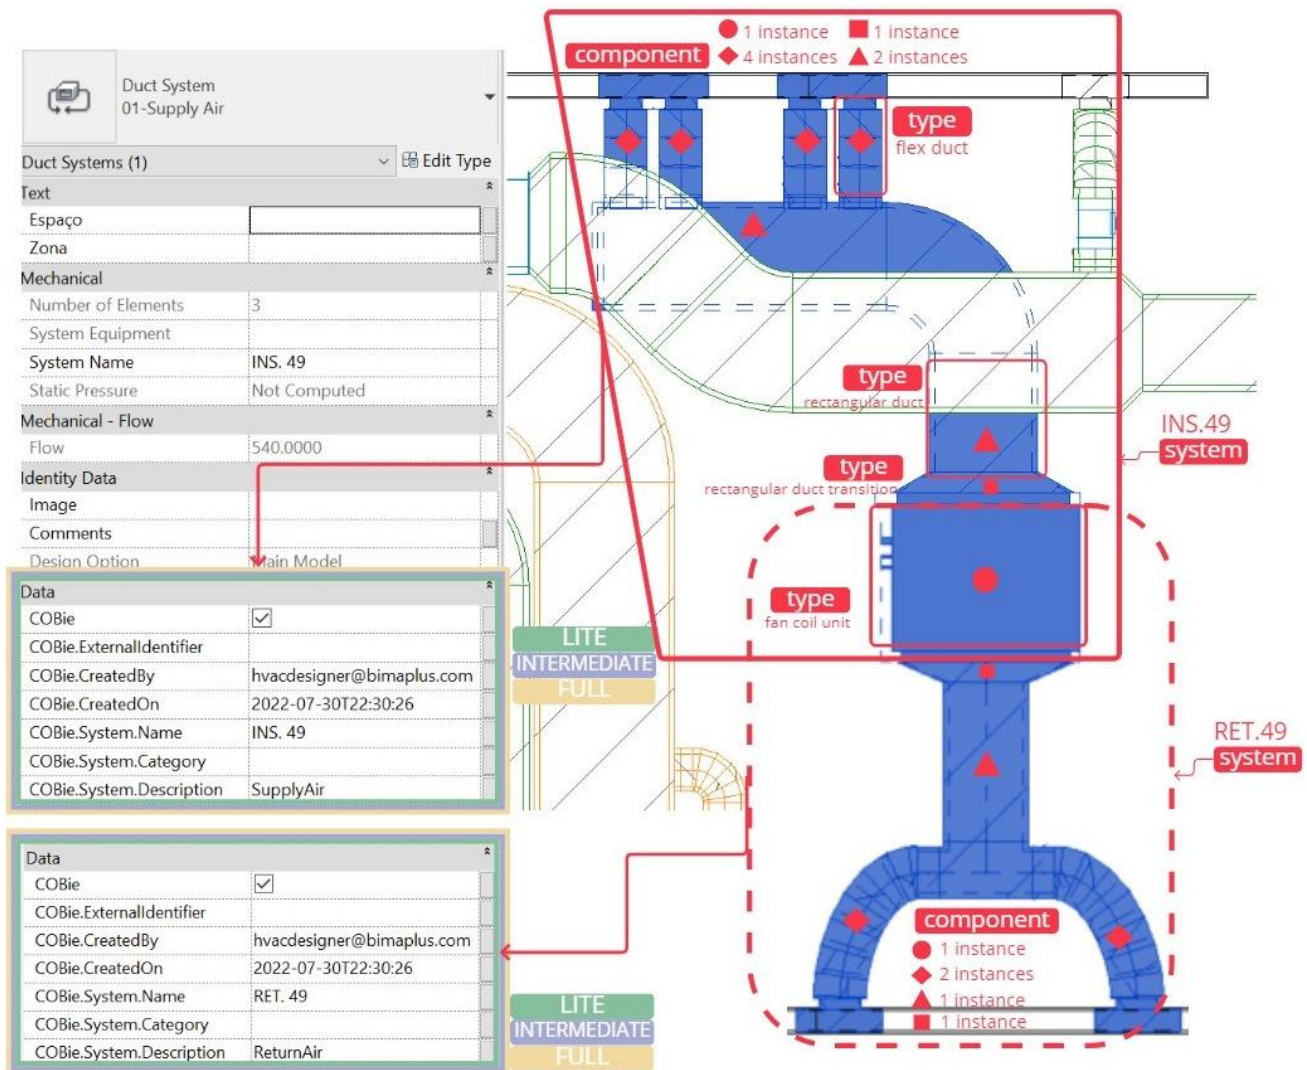 Duct System
01-Supply Air
Duct Systems (1)
Edit Type
Text
Espaço
Zona
Mechanical
Number of Elements 3
System Equipment
System Name INS. 49
Static Pressure Not Computed
Mechanical - Flow
Flow 540.0000
Identity Data
Image
Comments
Design Option Main Model
Data
COBie
COBie.ExternalIdentifier
COBie.CreatedBy hvacdesigner@bimaplus.com
COBie.CreatedOn 2022-07-30T22:30:26
COBie.System.Name INS. 49
COBie.System.Category
COBie.System.Description SupplyAir
LITE
INTERMEDIATE
FULL
Data
COBie
COBie.ExternalIdentifier
COBie.CreatedBy hvacdesigner@bimaplus.com
COBie.CreatedOn 2022-07-30T22:30:26
COBie.System.Name RET. 49
COBie.System.Category
COBie.System.Description ReturnAir
LITE
INTERMEDIATE
FULL
component
1 instance
1 instance
4 instances
2 instances
type
flex duct
type
rectangular duct
type
rectangular duct transition
type
fan coil unit
INS.49
system
RET.49
system
component
1 instance
2 instances
1 instance
1 instance